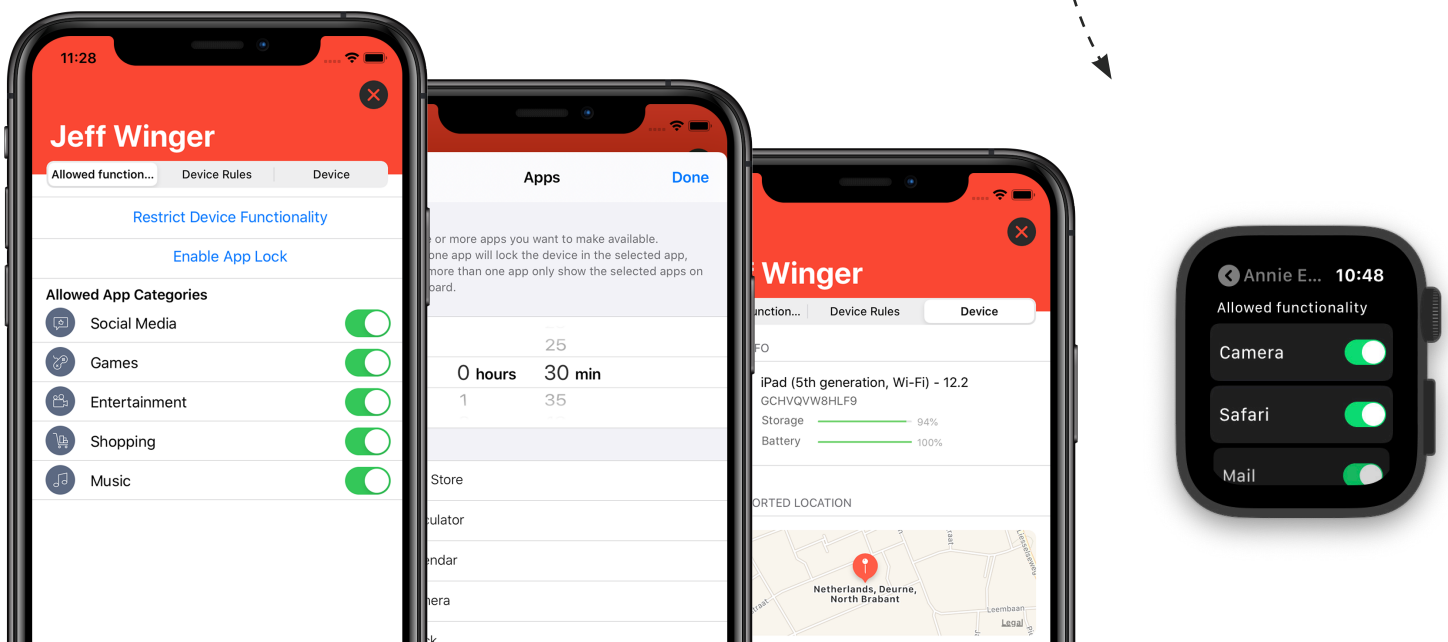 11:28
Jeff Winger
Allowed function...
Device Rules
Device
Restrict Device Functionality
Enable App Lock
Allowed App Categories
Social Media
Games
Entertainment
Shopping
Music
Apps
Done
or more apps you want to make available.
one app will lock the device in the selected app,
more than one app only show the selected apps on
oard.
25
0 hours 30 min
1 35
Store
culator
endar
nera
ck
Winger
unction...
Device Rules
Device
FO
iPad (5th generation, Wi-Fi) - 12.2
GCHVQVW8HLF9
Storage 94%
Battery 100%
ORTED LOCATION
Netherlands, Deurne,
North Brabant
raat
Liesselseweg
straat
Leembaan
Legal
Annie E... 10:48
Allowed functionality
Camera
Safari
Mail